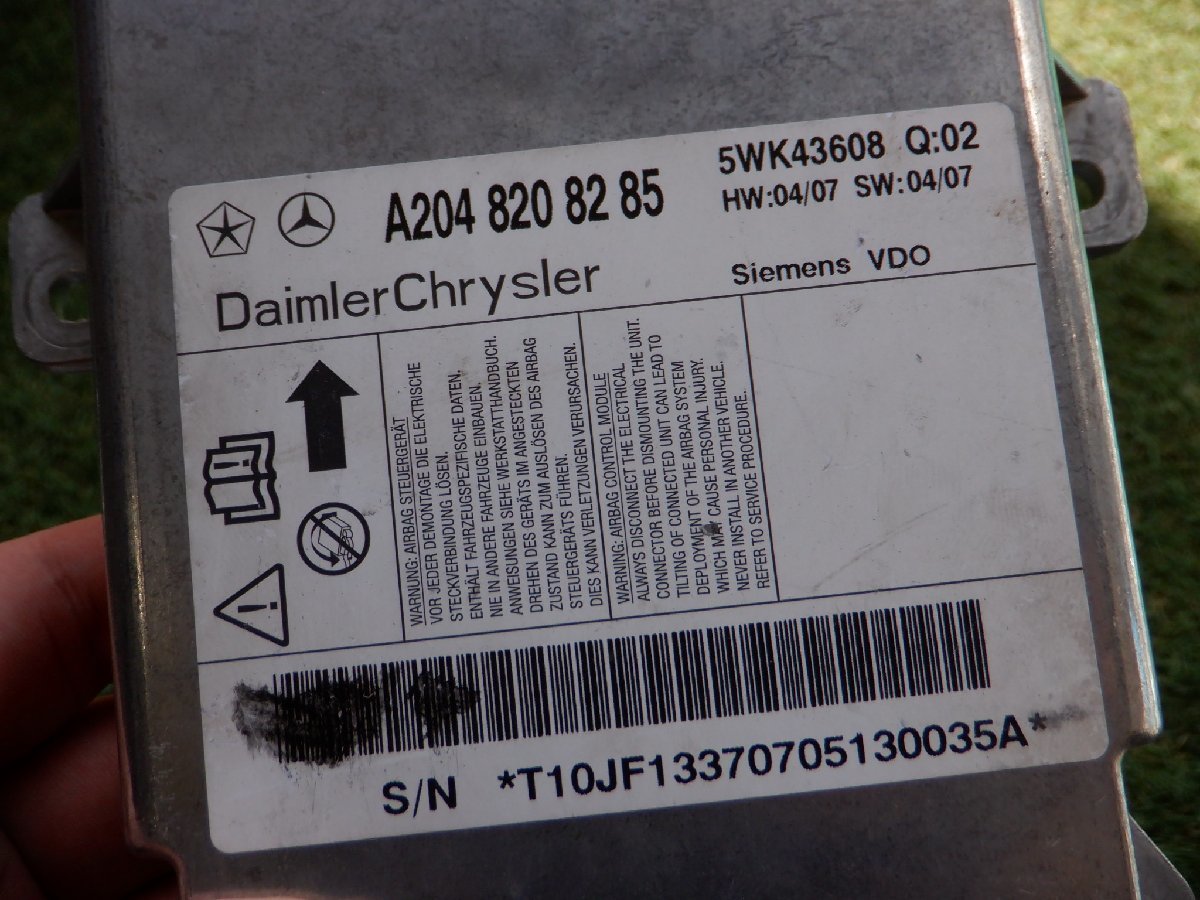 A204 820 82 85
5WK43608 Q:02
HW:04/07 SW:04/07
DaimlerChrysler
Siemens VDO
WARNUNG: AIRBAG STEUERGERÄT
VOR JEDER DEMONTAGE DIE ELEKTRISCHE
STECKVERBINDUNG LÖSEN.
ENTHÄLT FAHRZEUGSPEZIFISCHE DATEN,
NIE IN ANDERE FAHRZEUGE EINBAUEN.
ANWEISUNGEN SIEHE WERKSTATTHANDBUCH.
DREHEN DES GERÄTS IM ANGESTECKTEN
ZUSTAND KANN ZUM AUSLÖSEN DES AIRBAG
STEUERGERÄTS FÜHREN.
DIES KANN VERLETZUNGEN VERURSACHEN.
WARNING: AIRBAG CONTROL MODULE
ALWAYS DISCONNECT THE ELECTRICAL
CONNECTOR BEFORE DISMOUNTING THE UNIT.
TILTING OF CONNECTED UNIT CAN LEAD TO
DEPLOYMENT OF THE AIRBAG SYSTEM
WHICH MAY CAUSE PERSONAL INJURY.
NEVER INSTALL IN ANOTHER VEHICLE.
REFER TO SERVICE PROCEDURE.
S/N *T10JF13370705130035A*